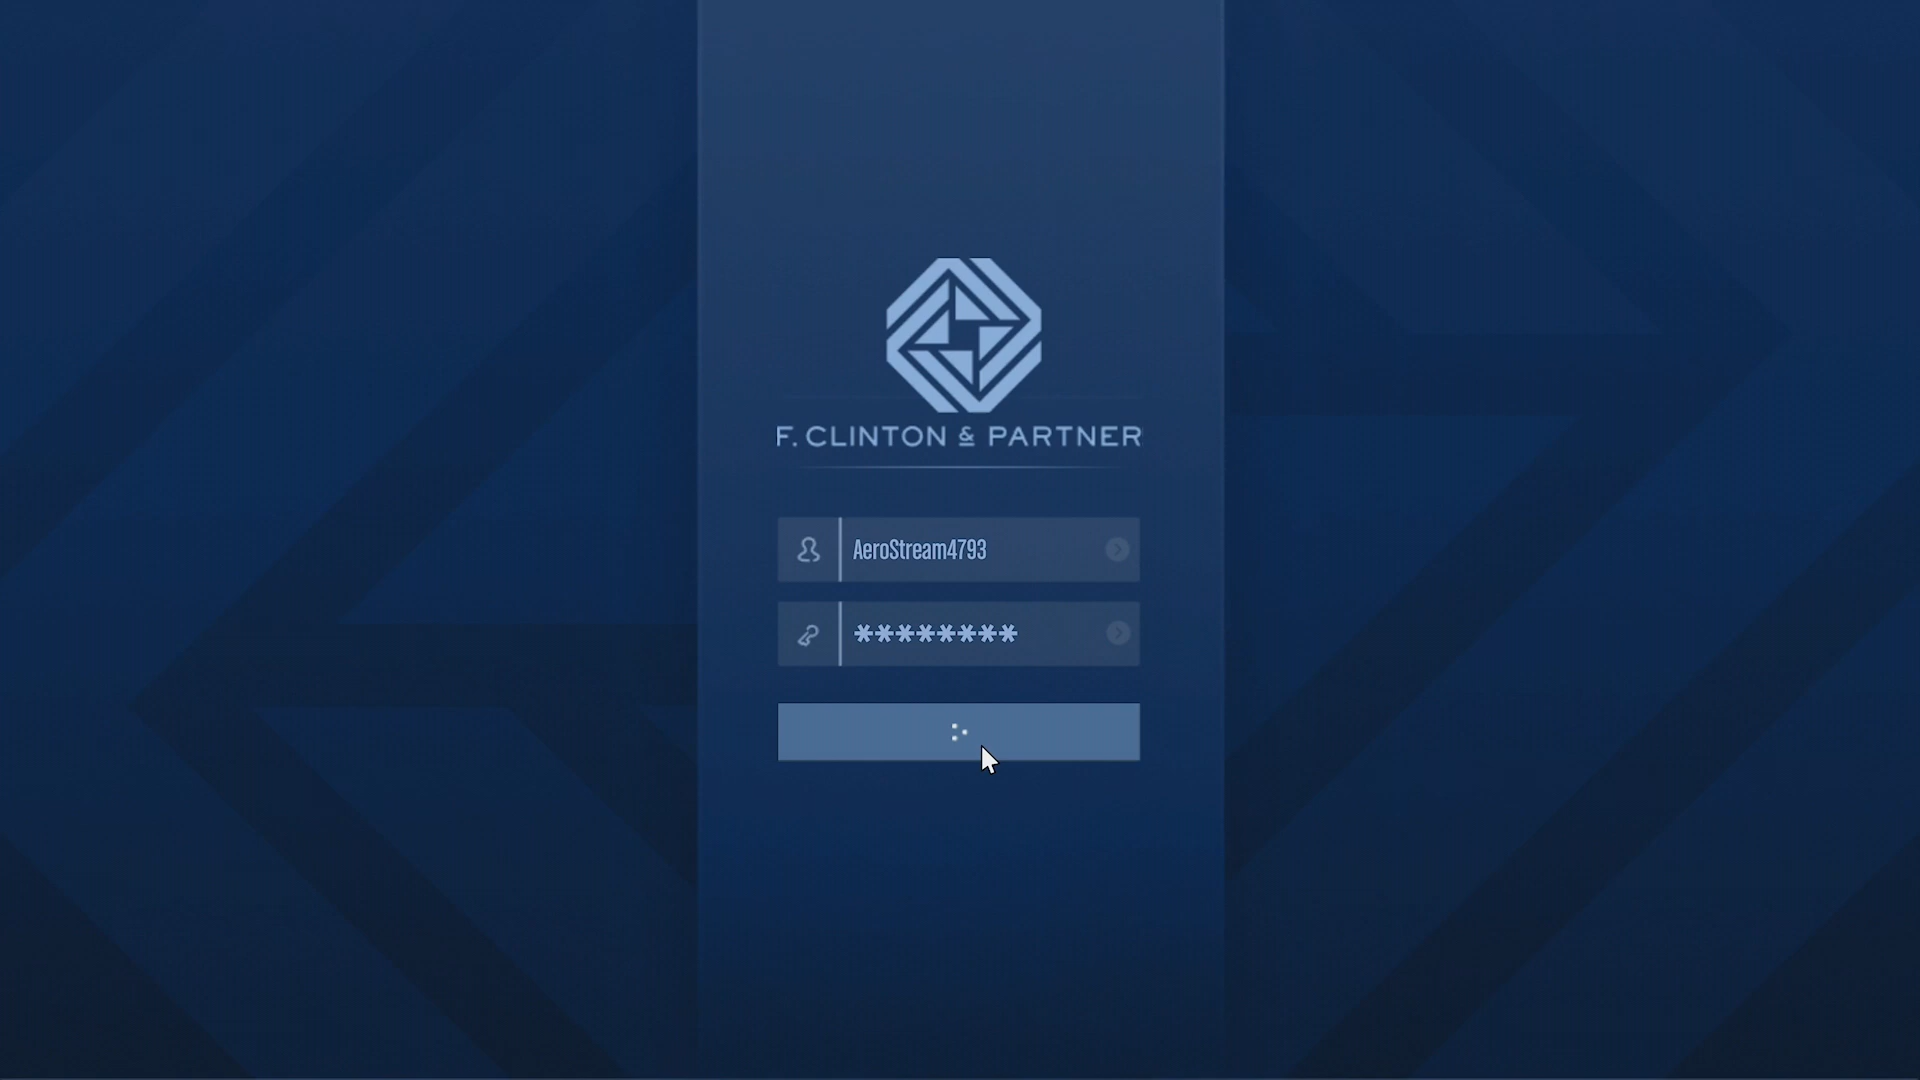 F. CLINTON & PARTNER
AeroStream4793
********